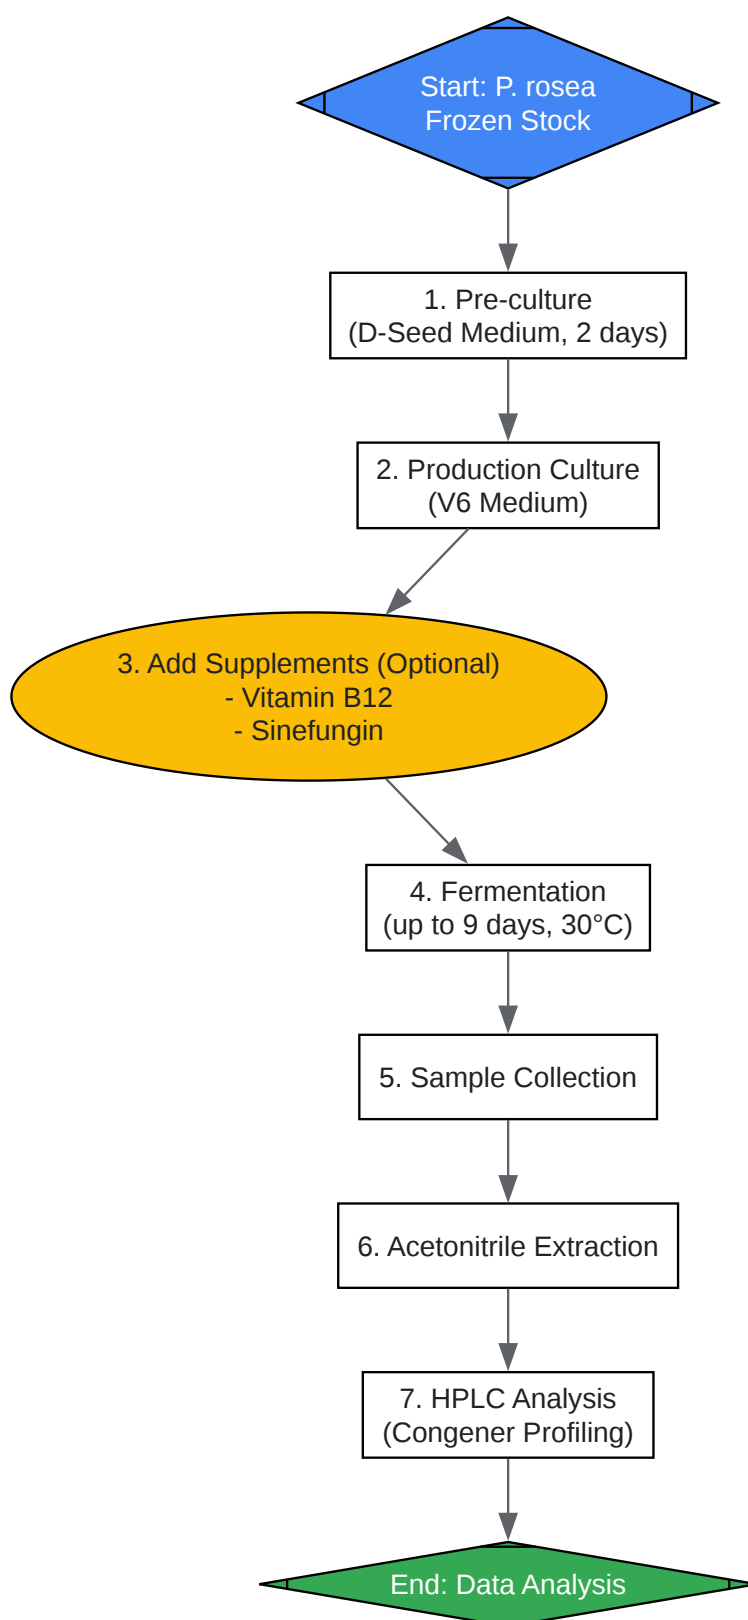 Start: P. rosea
Frozen Stock
1. Pre-culture
(D-Seed Medium, 2 days)
2. Production Culture
(V6 Medium)
3. Add Supplements (Optional)
- Vitamin B12
- Sinefungin
4. Fermentation
(up to 9 days, 30°C)
5. Sample Collection
6. Acetonitrile Extraction
7. HPLC Analysis
(Congener Profiling)
End: Data Analysis